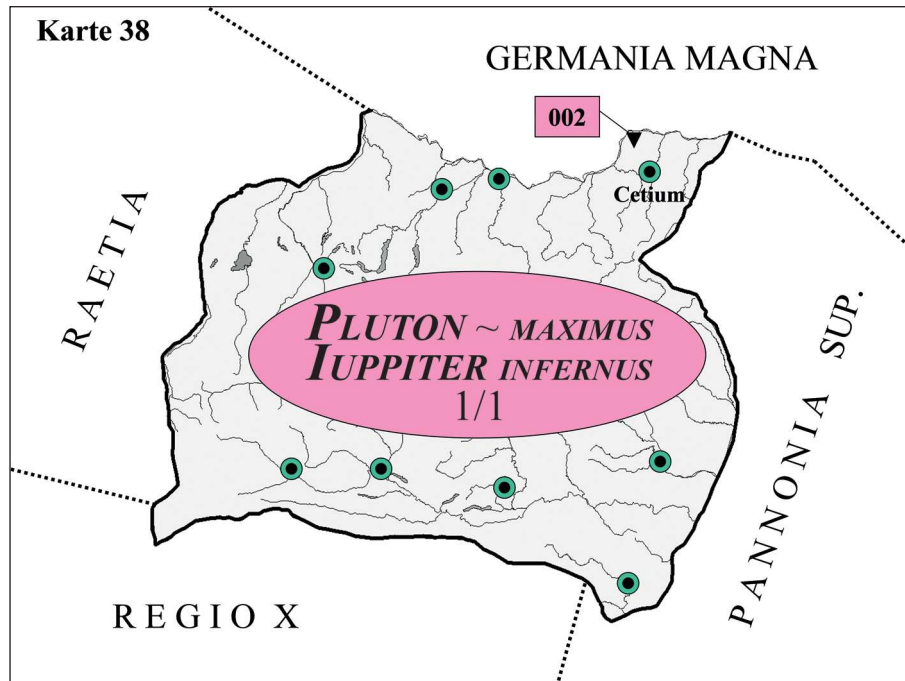 Karte 38
GERMANIA MAGNA
002
Cetium
RAETIA
PLUTON ~ MAXIMUS
IUPPITER INFERNUS
1/1
PANNONIA SUP.
REGIO X